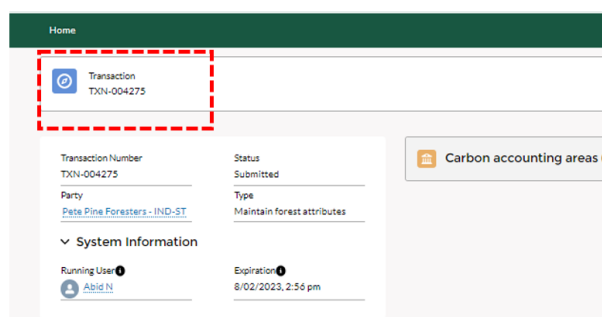 Home
Transaction
TXN-004275
Transaction Number
TXN-004275
Status
Submitted
Party
Pete Pine Foresters - IND-ST
Type
Maintain forest attributes
System Information
Running User
Abid N
Expiration
8/02/2023, 2:56 pm
Carbon accounting areas